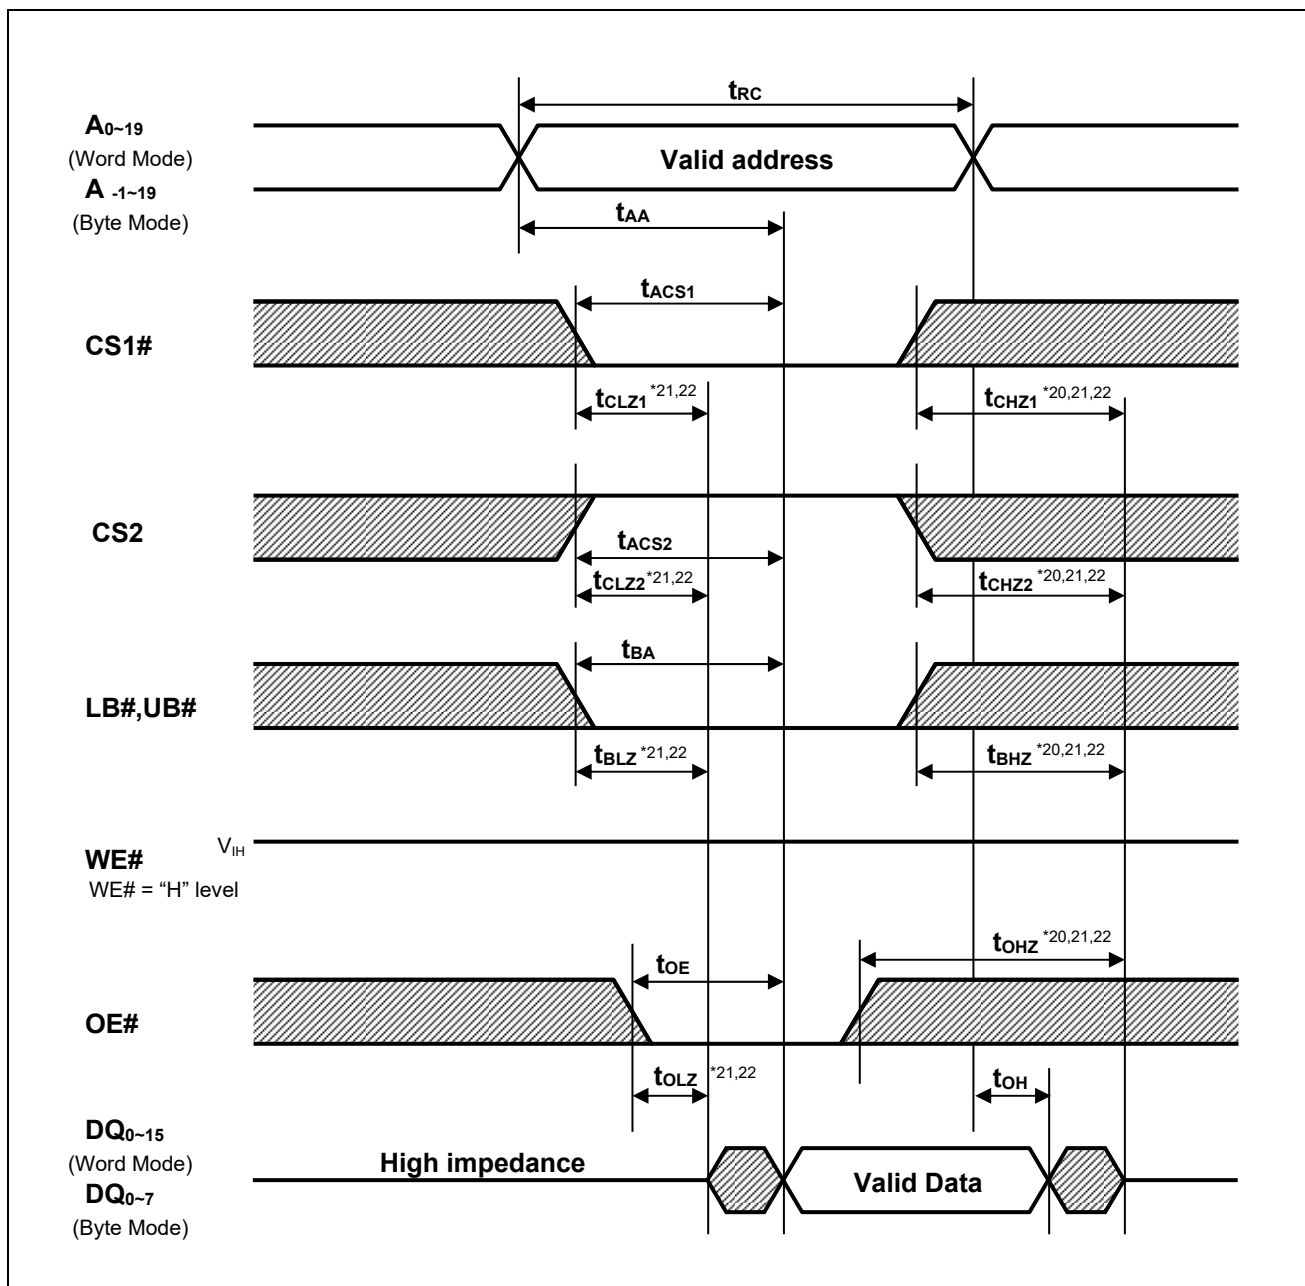 tRC
A0~19
(Word Mode)
A -1~19
(Byte Mode)
Valid address
tAA
tACS1
CS1#
tCLZ1 *21,22
tCHZ1 *20,21,22
CS2
tACS2
tCLZ2 *21,22
tCHZ2 *20,21,22
tBA
LB#,UB#
tBLZ *21,22
tBHZ *20,21,22
WE#
VIH
WE# = “H” level
tOHZ *20,21,22
tOE
OE#
tOLZ *21,22
tOH
DQ0~15
(Word Mode)
DQ0~7
(Byte Mode)
High impedance
Valid Data